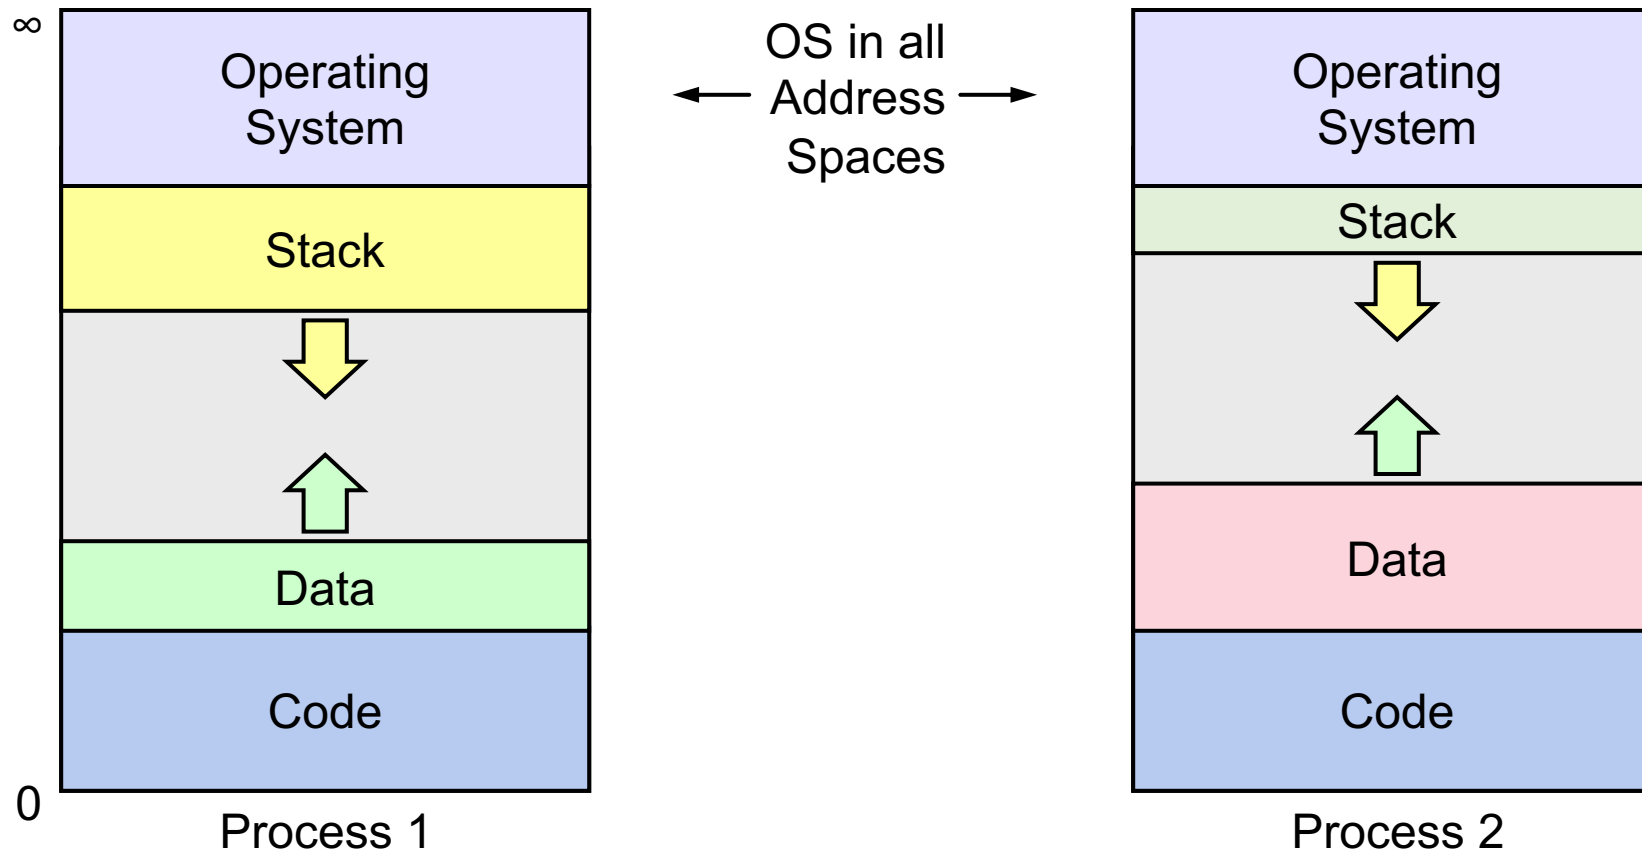 ∞
Operating
System
Stack
Data
Code
0
Process 1
OS in all
Address
Spaces
Operating
System
Stack
Data
Code
Process 2